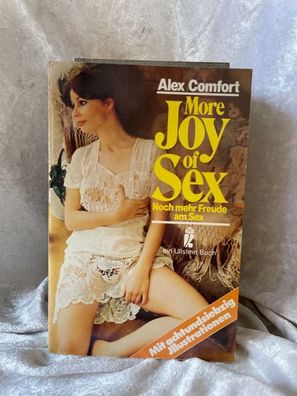 Alex Comfort
More
Joy
of
Sex
Noch mehr Freude
am Sex
ein Ullstein Buch
Mit achtundsiebzig
Illustrationen